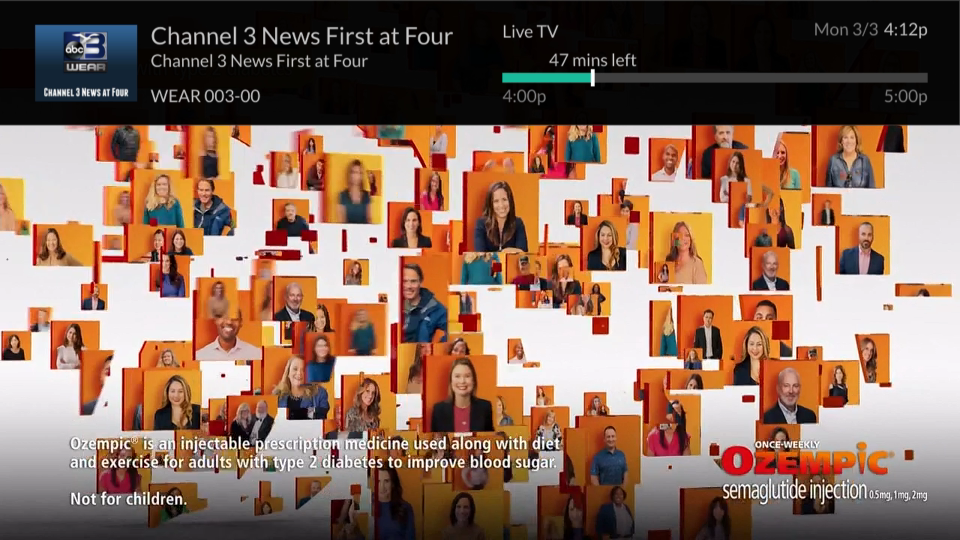 abc 3
WEAR
CHANNEL 3 NEWS AT FOUR
Channel 3 News First at Four
Channel 3 News First at Four
WEAR 003-00
Live TV
Mon 3/3 4:12p
47 mins left
4:00p
5:00p
Ozempic® is an injectable prescription medicine used along with diet
and exercise for adults with type 2 diabetes to improve blood sugar.
Not for children.
ONCE-WEEKLY
OZEMPIC®
semaglutide injection 0.5mg, 1mg, 2mg